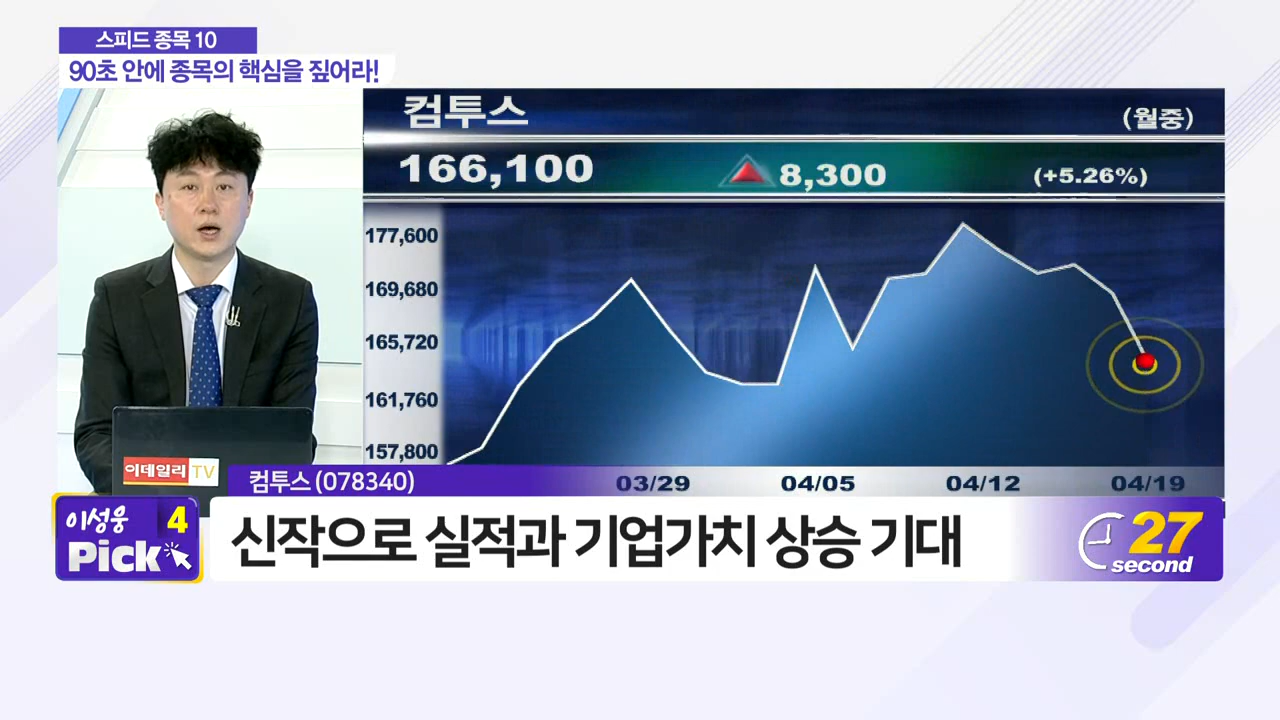 스피드 종목 10
90초 안에 종목의 핵심을 짚어라!
컴투스
(월중)
166,100
8,300
(+5.26%)
177,600
169,680
165,720
161,760
157,800
03/29
04/05
04/12
04/19
이데일리 TV
컴투스 (078340)
이성웅
4
Pick
신작으로 실적과 기업가치 상승 기대
27
second